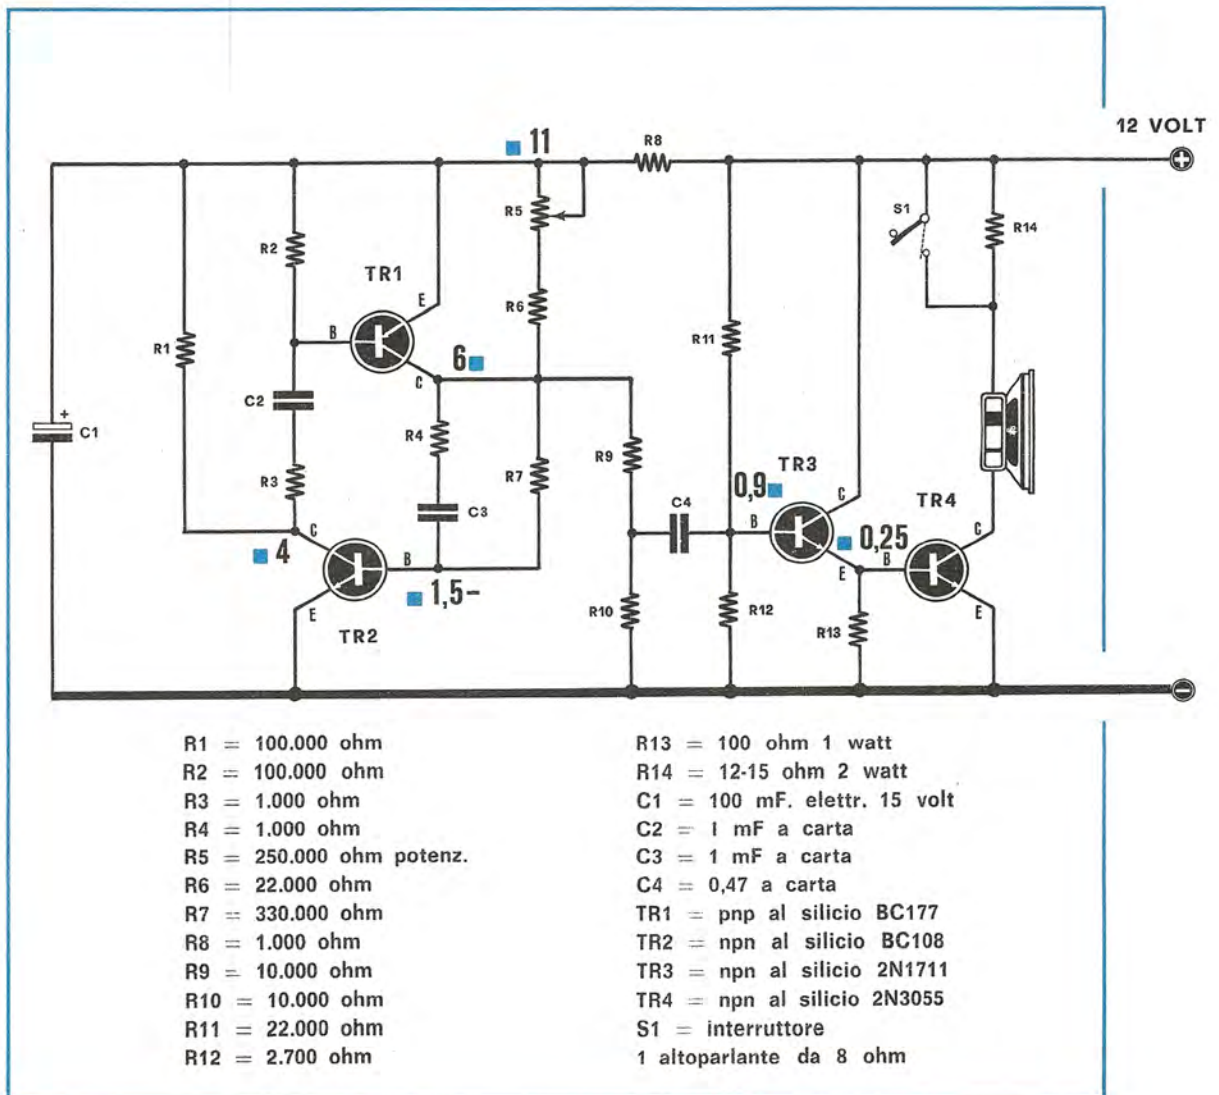 12 VOLT
11
R8
+
R5
S1
R14
R2
TR1
E
B
C
R6
R1
R11
6
C2
R4
R9
R7
+
C1
R3
C3
TR3
0,9
C
B
E
C4
TR4
0,25
C
B
E
C
4
B
1,5-
E
TR2
R10
R12
R13
-
R1 = 100.000 ohm
R2 = 100.000 ohm
R3 = 1.000 ohm
R4 = 1.000 ohm
R5 = 250.000 ohm potenz.
R6 = 22.000 ohm
R7 = 330.000 ohm
R8 = 1.000 ohm
R9 = 10.000 ohm
R10 = 10.000 ohm
R11 = 22.000 ohm
R12 = 2.700 ohm
R13 = 100 ohm 1 watt
R14 = 12-15 ohm 2 watt
C1 = 100 mF. elettr. 15 volt
C2 = I mF a carta
C3 = 1 mF a carta
C4 = 0,47 a carta
TR1 = pnp al silicio BC177
TR2 = npn al silicio BC108
TR3 = npn al silicio 2N1711
TR4 = npn al silicio 2N3055
S1 = interruttore
1 altoparlante da 8 ohm